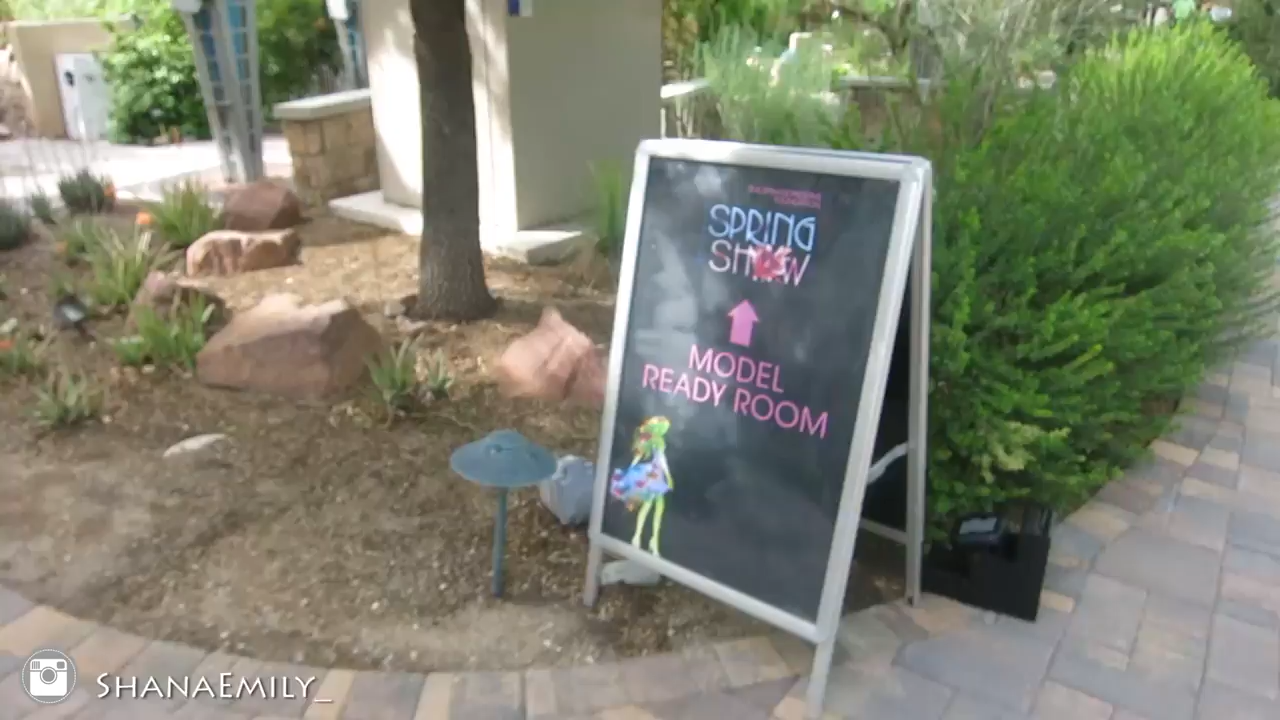 SPRING
SHOW
MODEL
READY ROOM
SHANAEMILY_